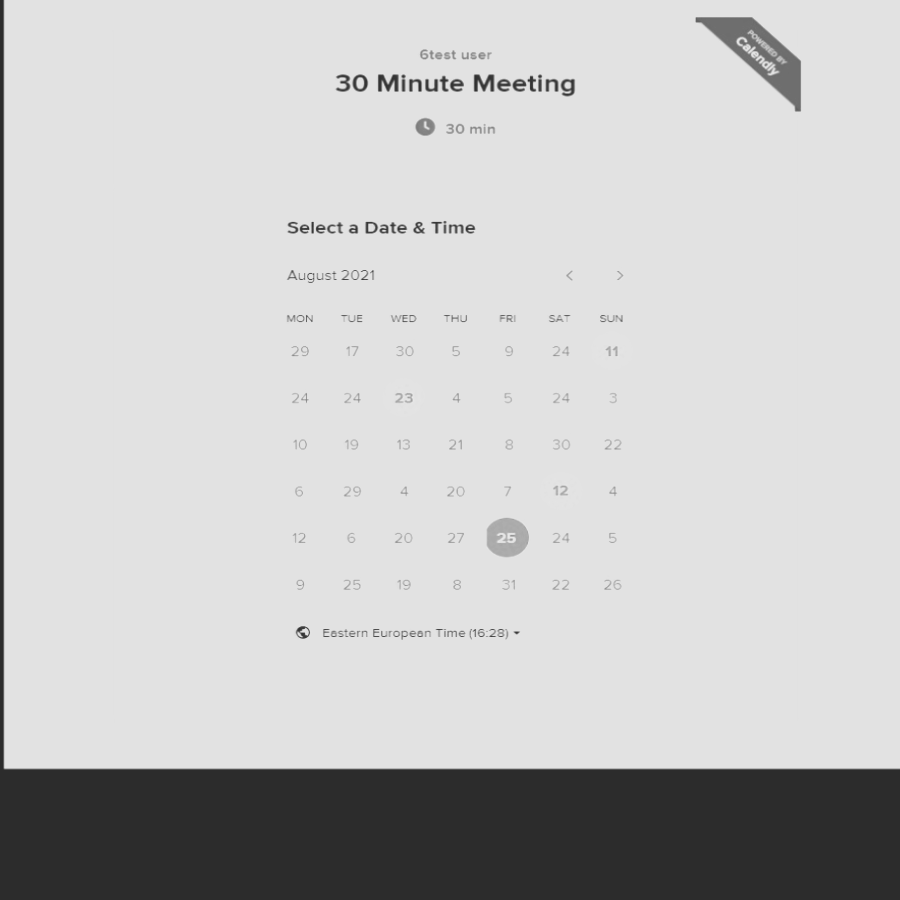 POWERED BY
Calendly
6test user
30 Minute Meeting
30 min
Select a Date & Time
August 2021
MON TUE WED THU FRI SAT SUN
29 17 30 5 9 24 11
24 24 23 4 5 24 3
10 19 13 21 8 30 22
6 29 4 20 7 12 4
12 6 20 27 25 24 5
9 25 19 8 31 22 26
Eastern European Time (16:28)